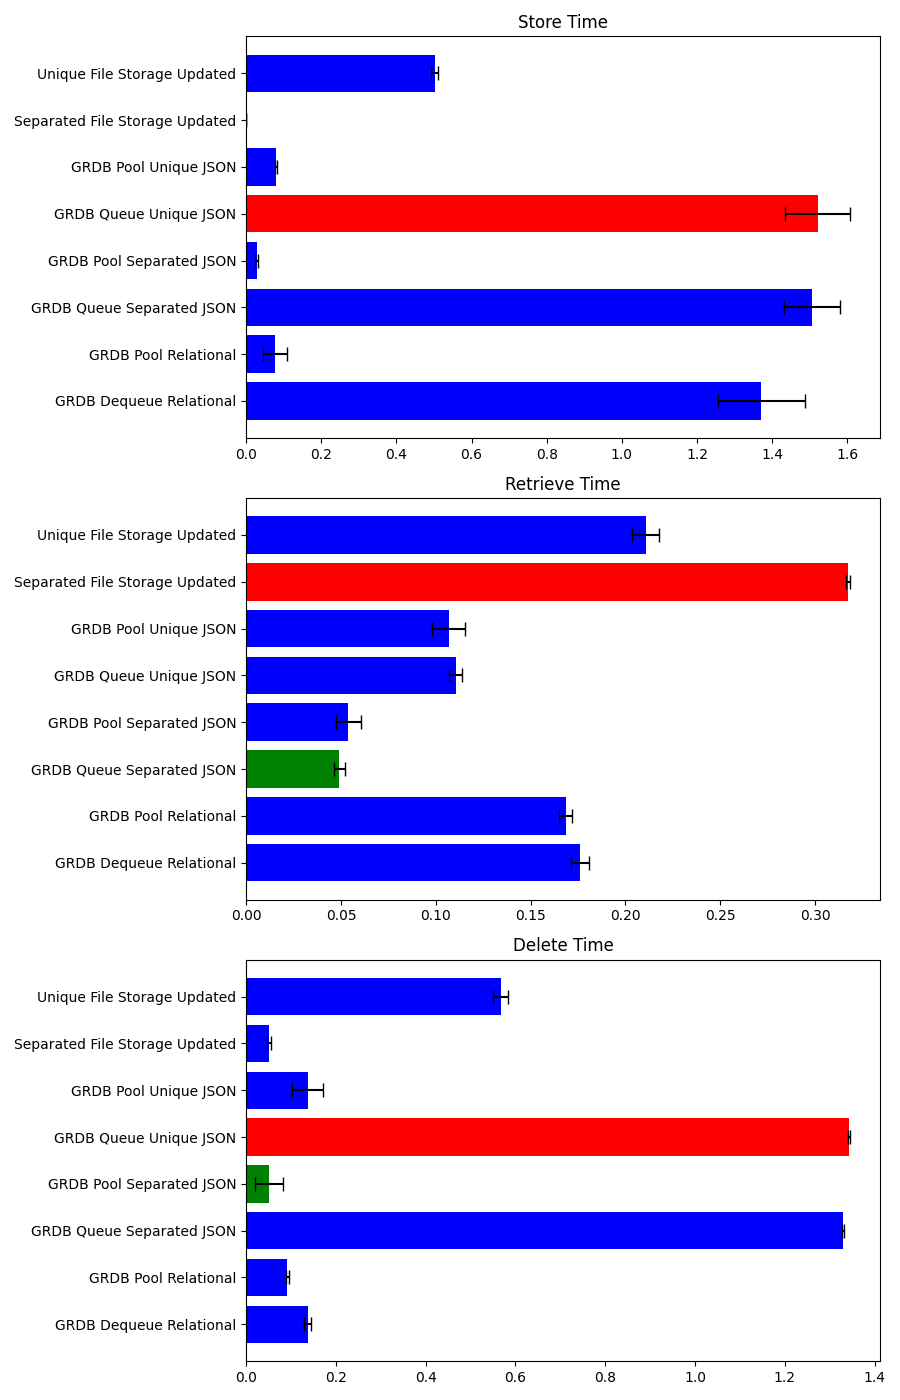 Store Time
Unique File Storage Updated
Separated File Storage Updated
GRDB Pool Unique JSON
GRDB Queue Unique JSON
GRDB Pool Separated JSON
GRDB Queue Separated JSON
GRDB Pool Relational
GRDB Dequeue Relational
0.0 0.2 0.4 0.6 0.8 1.0 1.2 1.4 1.6
Retrieve Time
Unique File Storage Updated
Separated File Storage Updated
GRDB Pool Unique JSON
GRDB Queue Unique JSON
GRDB Pool Separated JSON
GRDB Queue Separated JSON
GRDB Pool Relational
GRDB Dequeue Relational
0.00 0.05 0.10 0.15 0.20 0.25 0.30
Delete Time
Unique File Storage Updated
Separated File Storage Updated
GRDB Pool Unique JSON
GRDB Queue Unique JSON
GRDB Pool Separated JSON
GRDB Queue Separated JSON
GRDB Pool Relational
GRDB Dequeue Relational
0.0 0.2 0.4 0.6 0.8 1.0 1.2 1.4